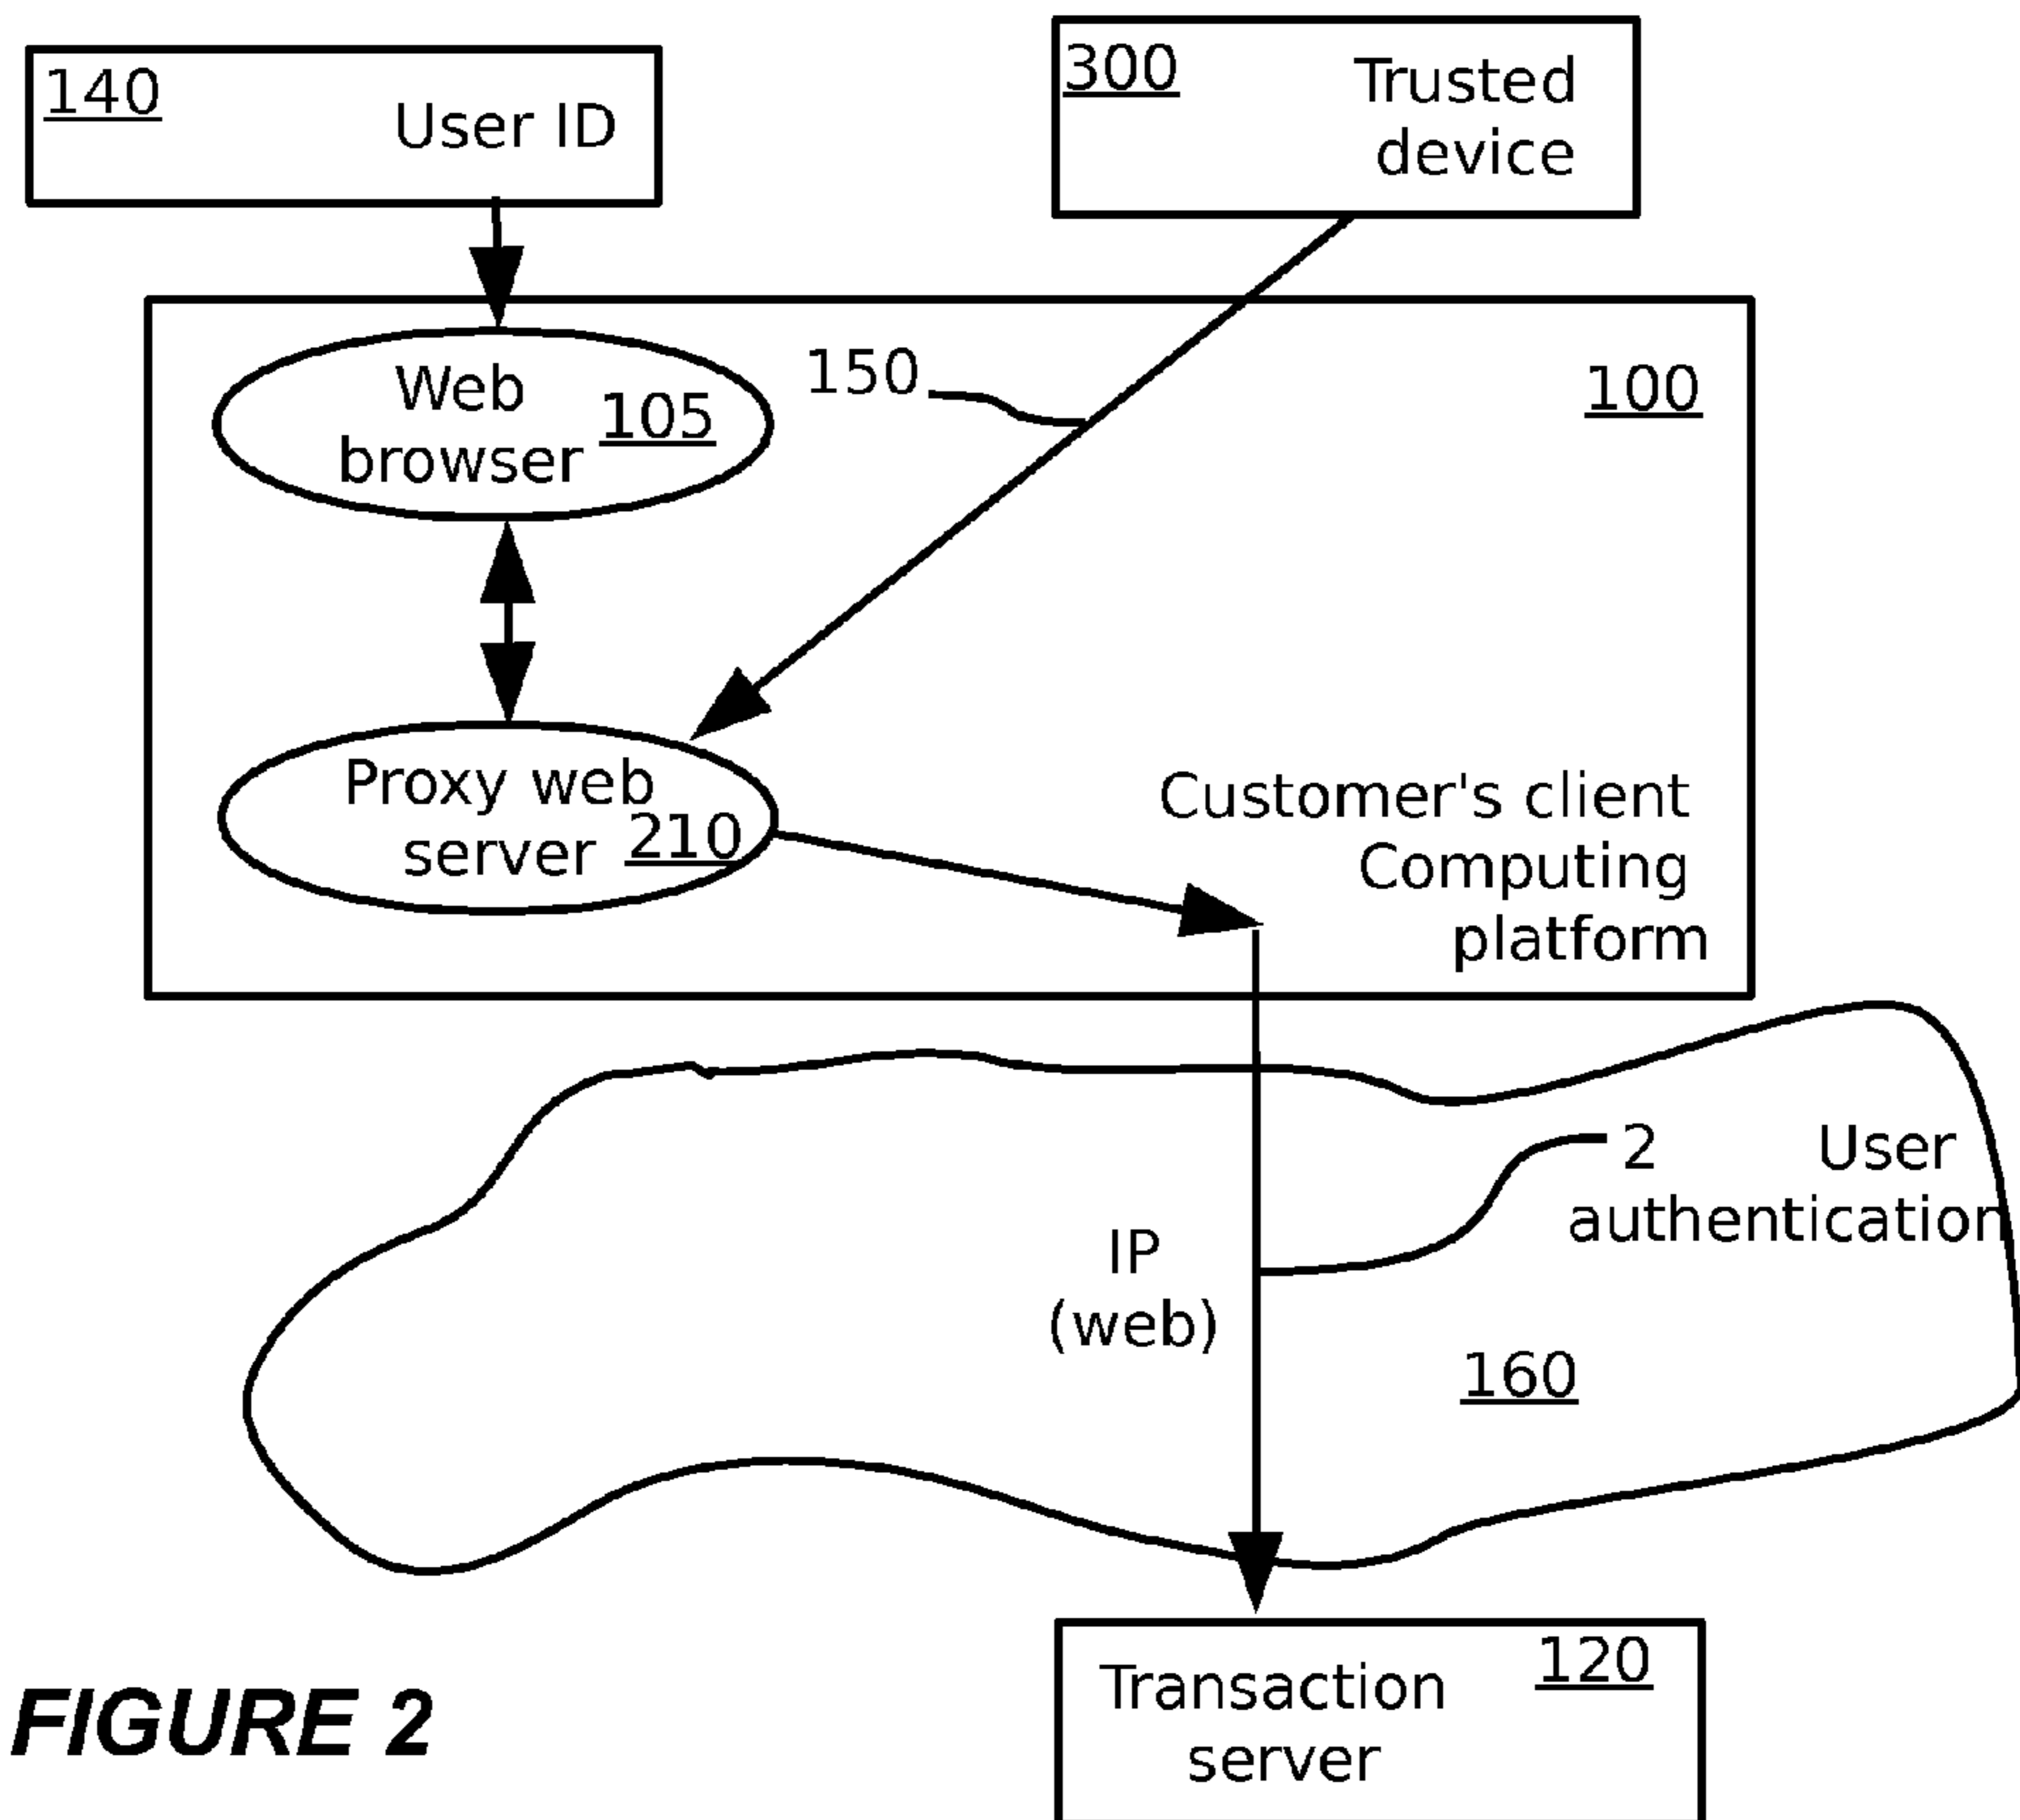 140
User ID
300
Trusted
device
Web
browser
105
150
100
Proxy web
server
210
Customer's client
Computing
platform
2
User
authentication
IP
(web)
160
120
Transaction
server
FIGURE 2